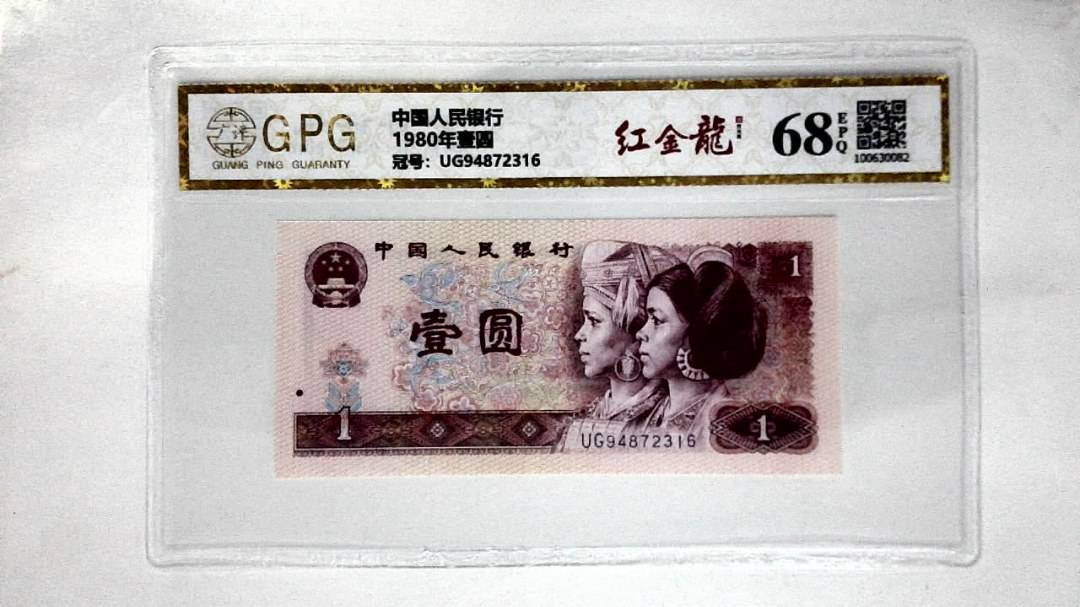 GPG
GUANG PING GUARANTY
中国人民银行
1980年壹圆
冠号：UG94872316
红金龍
68
EPQ
100630082
中国人民银行
1
壹圆
1
UG94872316
1